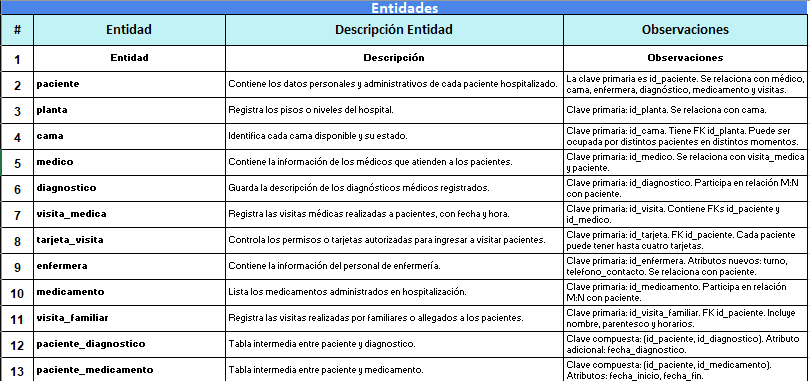 Entidades
# Entidad Descripción Entidad Observaciones
1 Entidad Descripción Observaciones
2 paciente Contiene los datos personales y administrativos de cada paciente hospitalizado. La clave primaria es id_paciente. Se relaciona con médico,
cama, enfermera, diagnóstico, medicamento y visitas.
3 planta Registra los pisos o niveles del hospital. Clave primaria: id_planta. Se relaciona con cama.
4 cama Identifica cada cama disponible y su estado. Clave primaria: id_cama. Tiene FK id_planta. Puede ser
ocupada por distintos pacientes en distintos momentos.
5 medico Contiene la información de los médicos que atienden a los pacientes. Clave primaria: id_medico. Se relaciona con visita_medica
y paciente.
6 diagnostico Guarda la descripción de los diagnósticos médicos registrados. Clave primaria: id_diagnostico. Participa en relación M:N
con paciente.
7 visita_medica Registra las visitas médicas realizadas a pacientes, con fecha y hora. Clave primaria: id_visita. Contiene FKs id_paciente y
id_medico.
8 tarjeta_visita Controla los permisos o tarjetas autorizadas para ingresar a visitar pacientes. Clave primaria: id_tarjeta. FK id_paciente. Cada paciente
puede tener hasta cuatro tarjetas.
9 enfermera Contiene la información del personal de enfermería. Clave primaria: id_enfermera. Atributos nuevos: turno,
telefono_contacto. Se relaciona con paciente.
10 medicamento Lista los medicamentos administrados en hospitalización. Clave primaria: id_medicamento. Participa en relación
M:N con paciente.
11 visita_familiar Registra las visitas realizadas por familiares o allegados a los pacientes. Clave primaria: id_visita_familiar. FK id_paciente. Incluye
nombre, parentesco y horarios.
12 paciente_diagnostico Tabla intermedia entre paciente y diagnostico. Clave compuesta: (id_paciente, id_diagnostico). Atributo
adicional: fecha_diagnostico.
13 paciente_medicamento Tabla intermedia entre paciente y medicamento. Clave compuesta: (id_paciente, id_medicamento).
Atributos: fecha_inicio, fecha_fin.